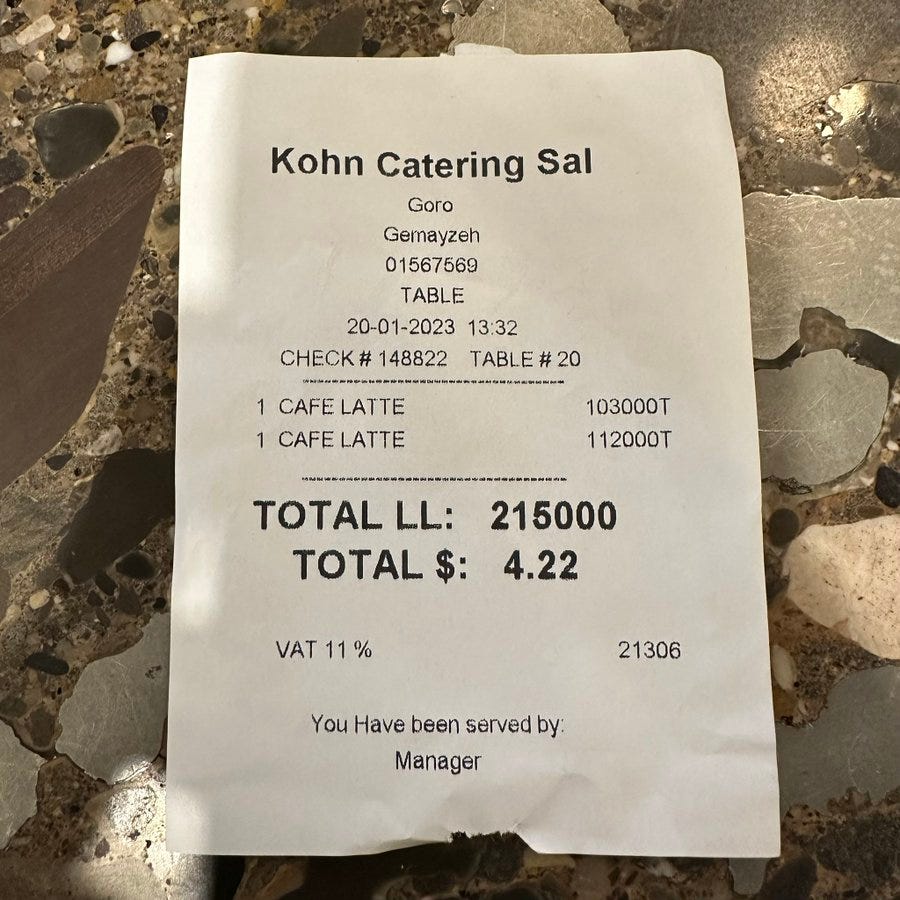 Kohn Catering Sal
Goro
Gemayzeh
01567569
TABLE
20-01-2023 13:32
CHECK # 148822 TABLE # 20
1 CAFE LATTE 103000T
1 CAFE LATTE 112000T
TOTAL LL: 215000
TOTAL $: 4.22
VAT 11 % 21306
You Have been served by:
Manager